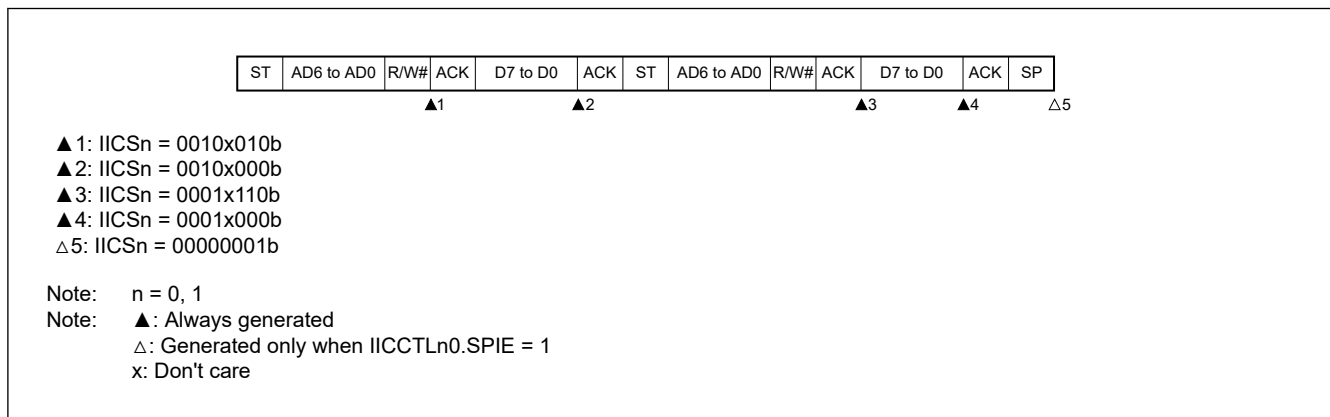 ST AD6 to AD0 R/W# ACK D7 to D0 ACK ST AD6 to AD0 R/W# ACK D7 to D0 ACK SP
▲1 ▲2 ▲3 ▲4 △5
▲1: IICSn = 0010x010b
▲2: IICSn = 0010x000b
▲3: IICSn = 0001x110b
▲4: IICSn = 0001x000b
△5: IICSn = 00000001b
Note: n = 0, 1
Note: ▲: Always generated
△: Generated only when IICCTLn0.SPIE = 1
x: Don't care